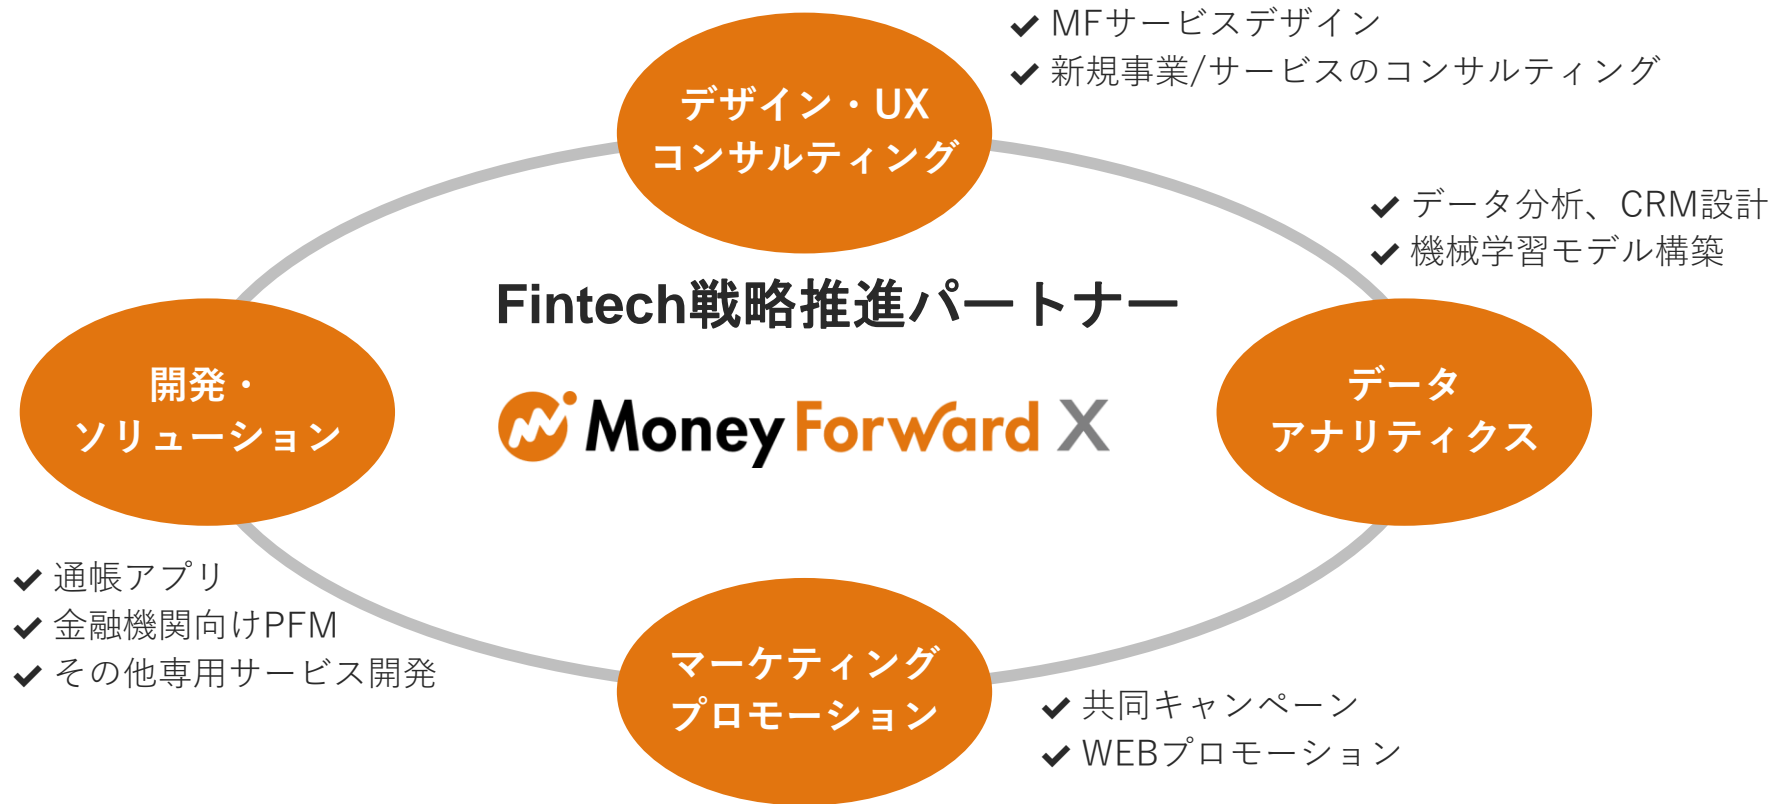 デザイン・UX
コンサルティング
✔ MFサービスデザイン
✔ 新規事業/サービスのコンサルティング
✔ データ分析、CRM設計
✔ 機械学習モデル構築
データ
アナリティクス
Fintech戦略推進パートナー
Money Forward X
開発・
ソリューション
✔ 通帳アプリ
✔ 金融機関向けPFM
✔ その他専用サービス開発
マーケティング
プロモーション
✔ 共同キャンペーン
✔ WEBプロモーション